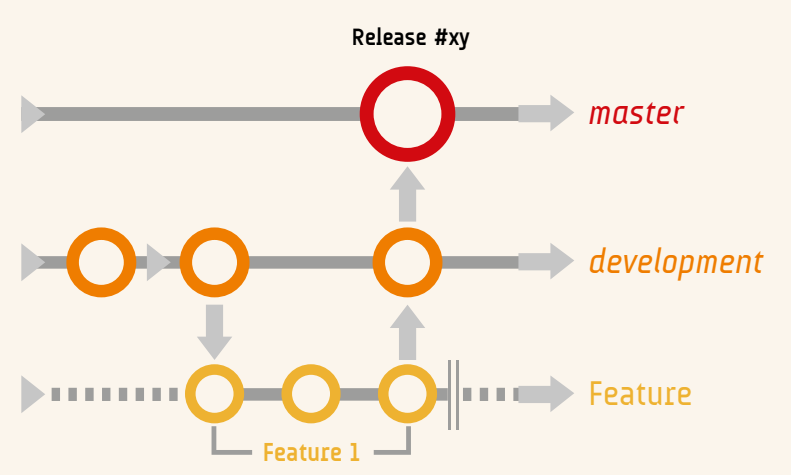 Release #xy
master
development
Feature
Feature 1